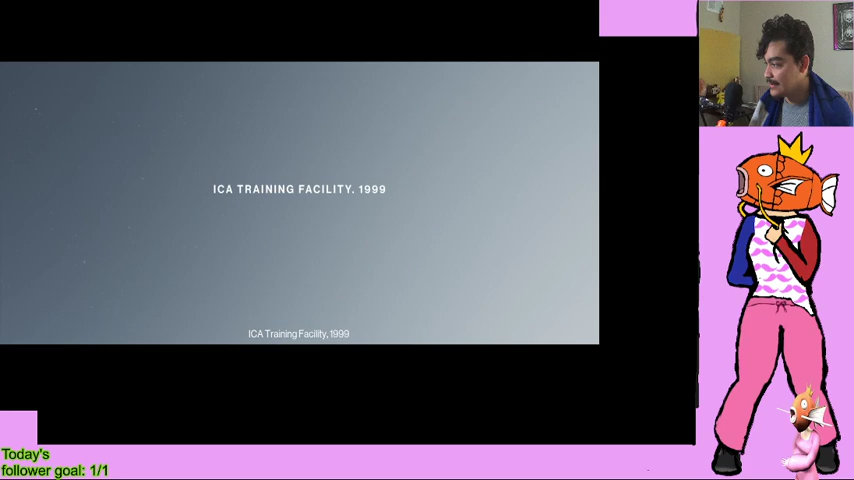 ICA TRAINING FACILITY. 1999
ICA Training Facility, 1999
Today's
follower goal: 1/1